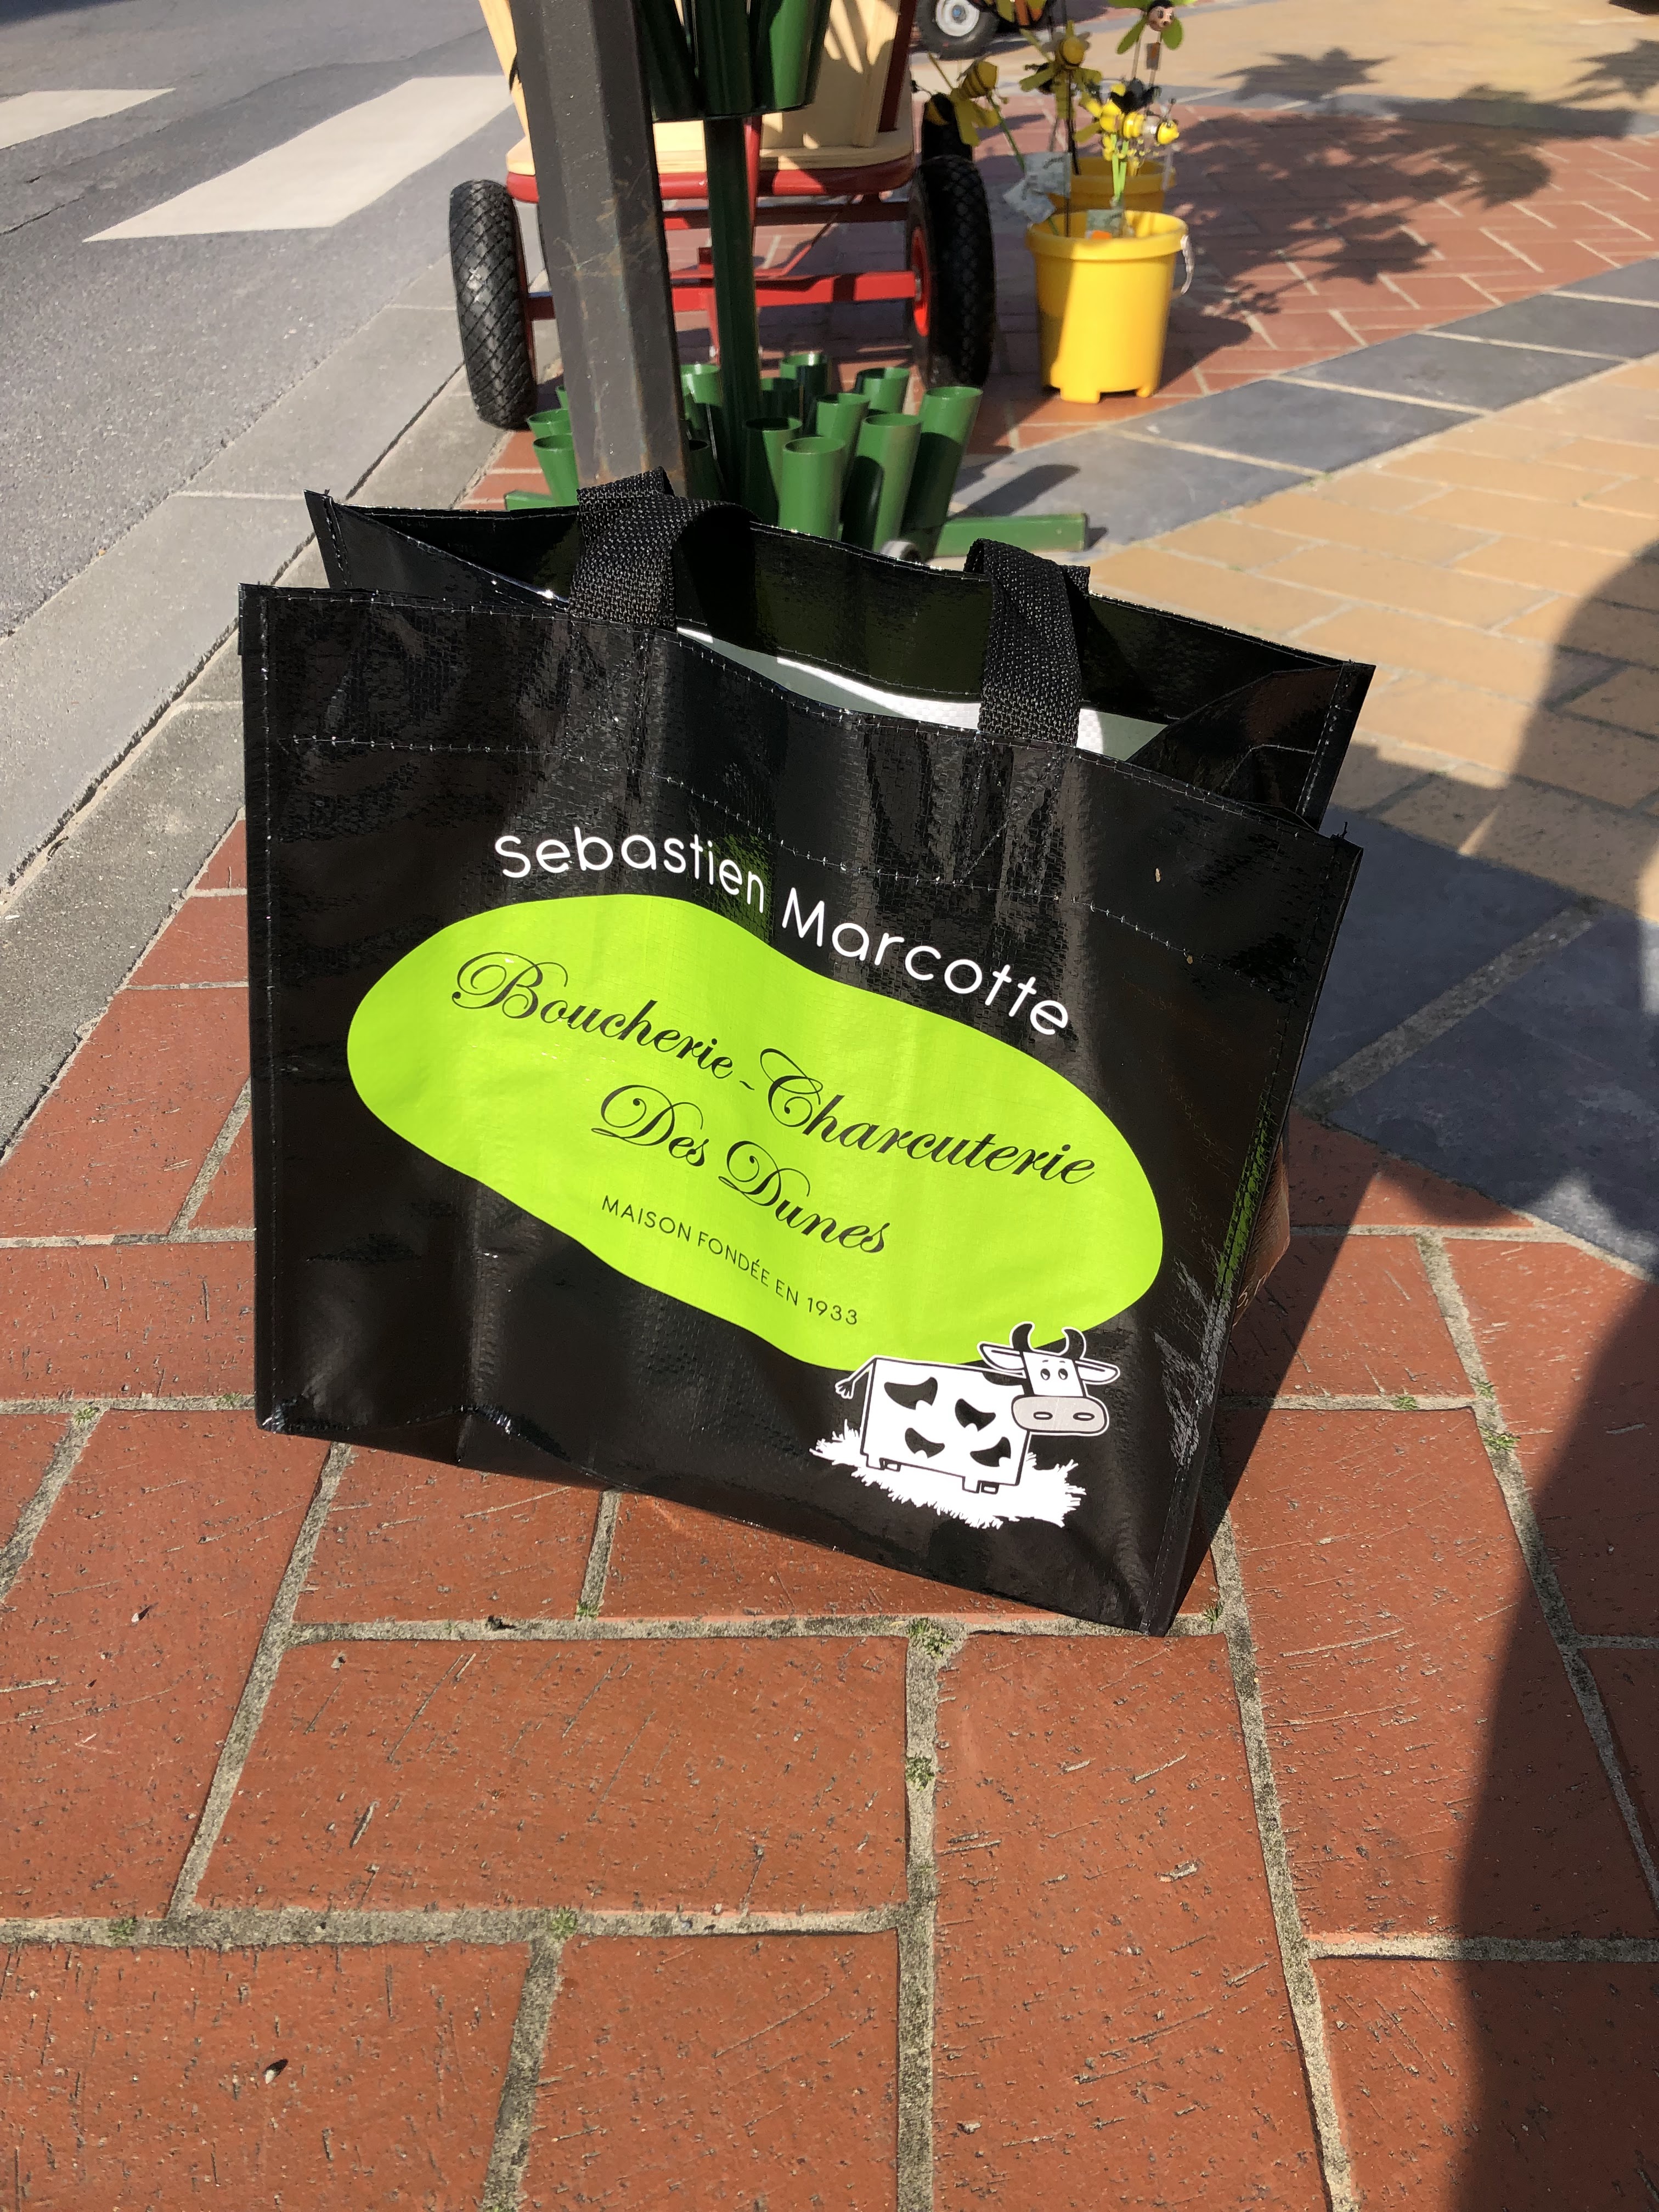 Sebastien Marcotte
Boucherie-Charcuterie
Des Dunes
MAISON FONDÉE EN 1933